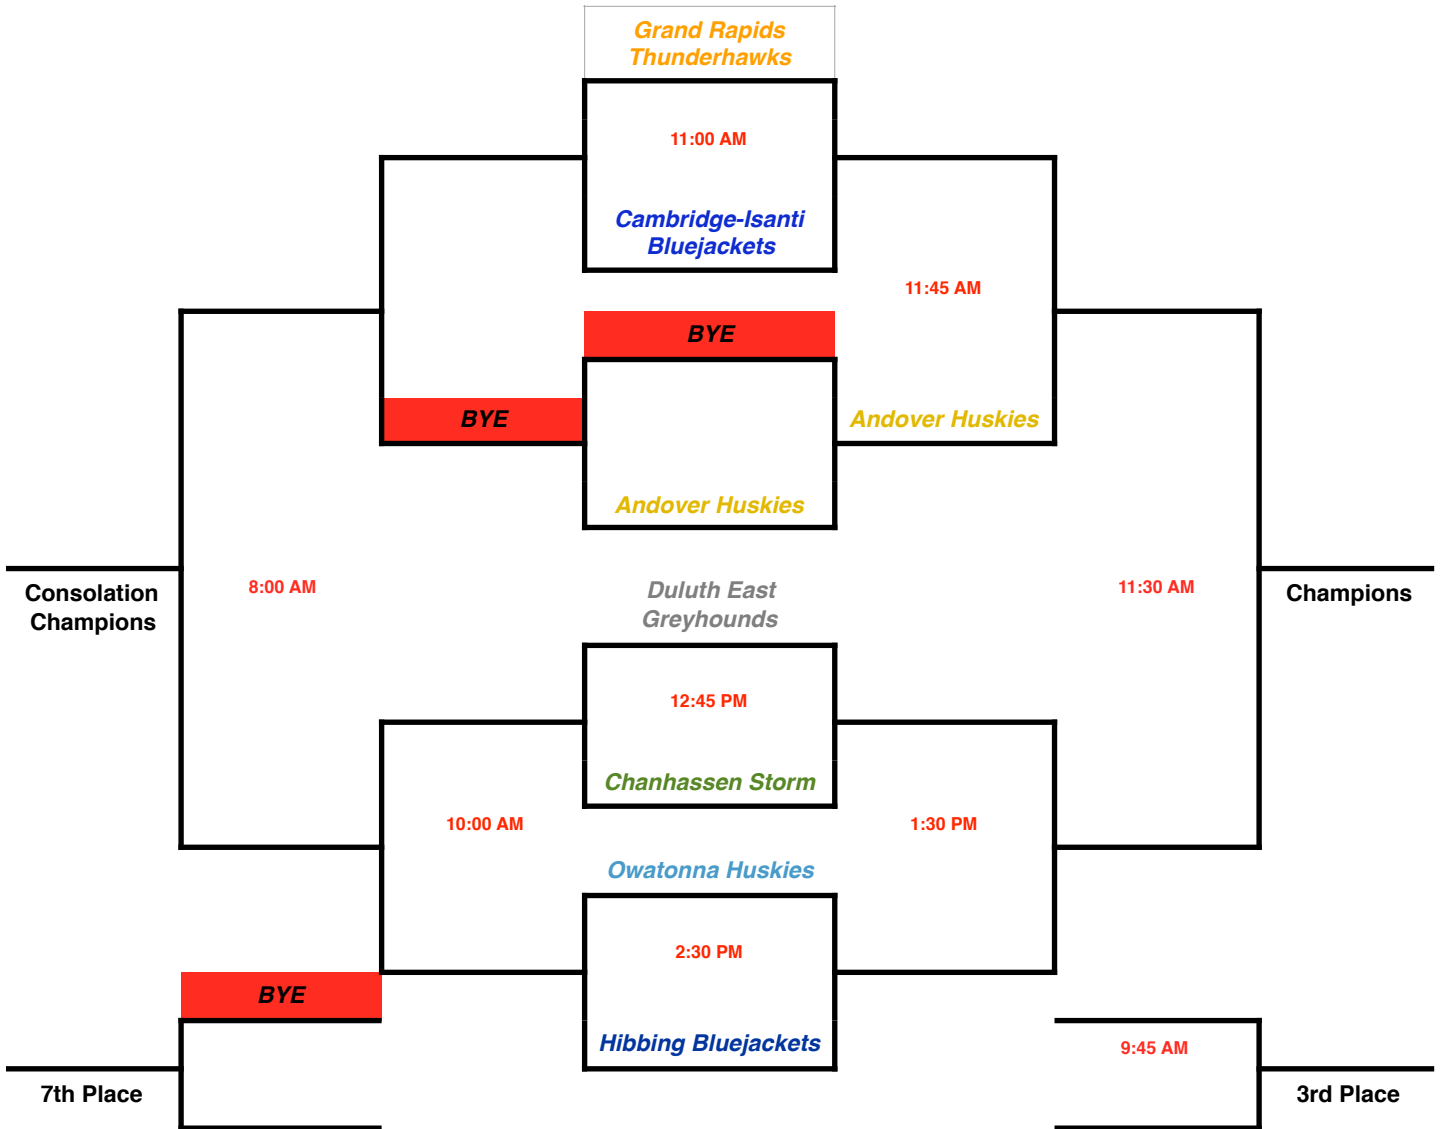 Grand Rapids
Thunderhawks
11:00 AM
Cambridge-Isanti
Bluejackets
11:45 AM
BYE
BYE
Andover Huskies
Andover Huskies
Consolation
Champions
8:00 AM
Duluth East
Greyhounds
11:30 AM
Champions
12:45 PM
Chanhassen Storm
10:00 AM
1:30 PM
Owatonna Huskies
2:30 PM
BYE
Hibbing Bluejackets
9:45 AM
7th Place
3rd Place